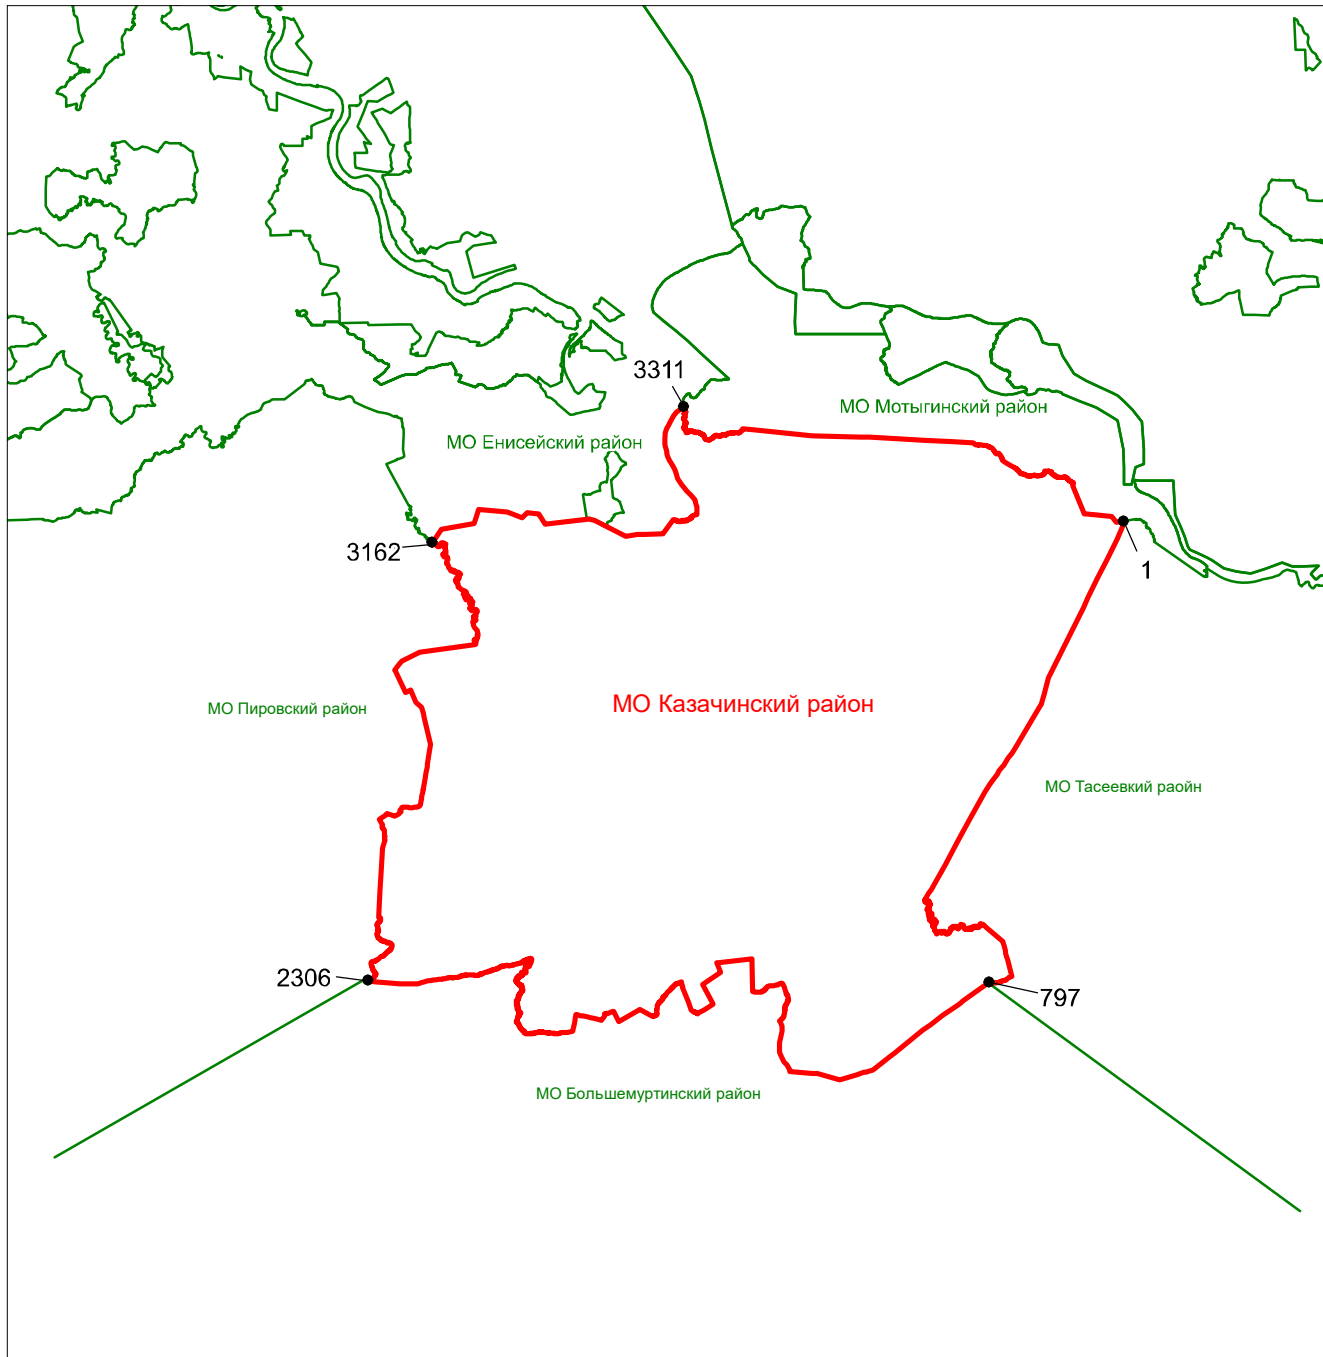 3311
МО Мотыгинский район
МО Енисейский район
3162
1
МО Казачинский район
МО Пировский район
МО Тасеевкий раойн
2306
797
МО Большемуртинский район